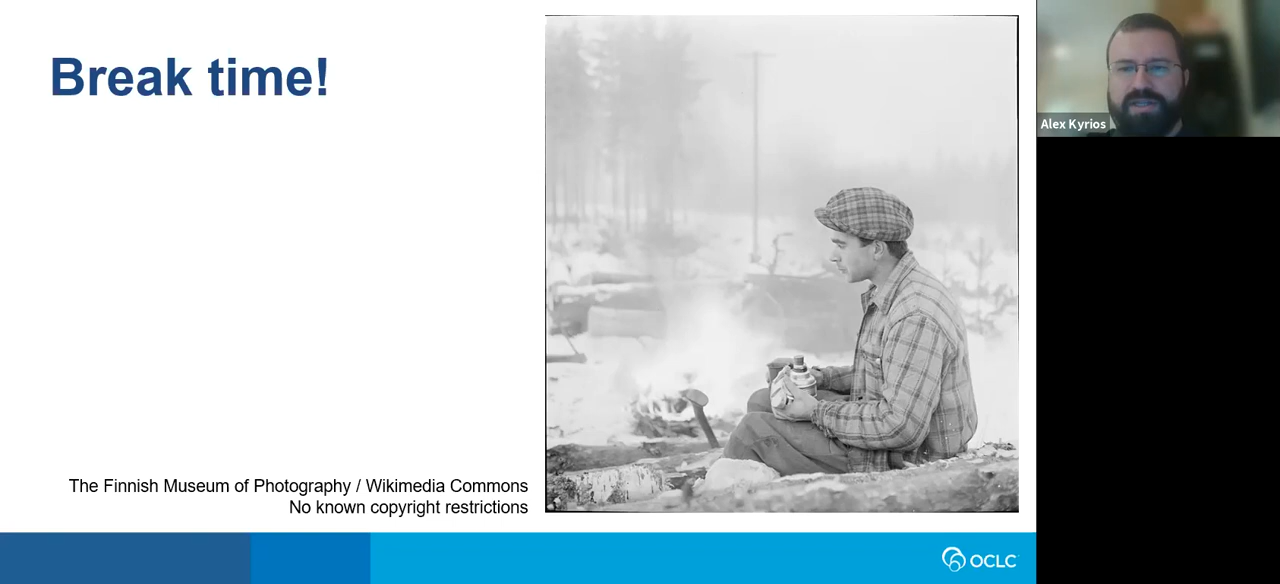 Break time!
Alex Kyrios
The Finnish Museum of Photography / Wikimedia Commons
No known copyright restrictions
OCLC